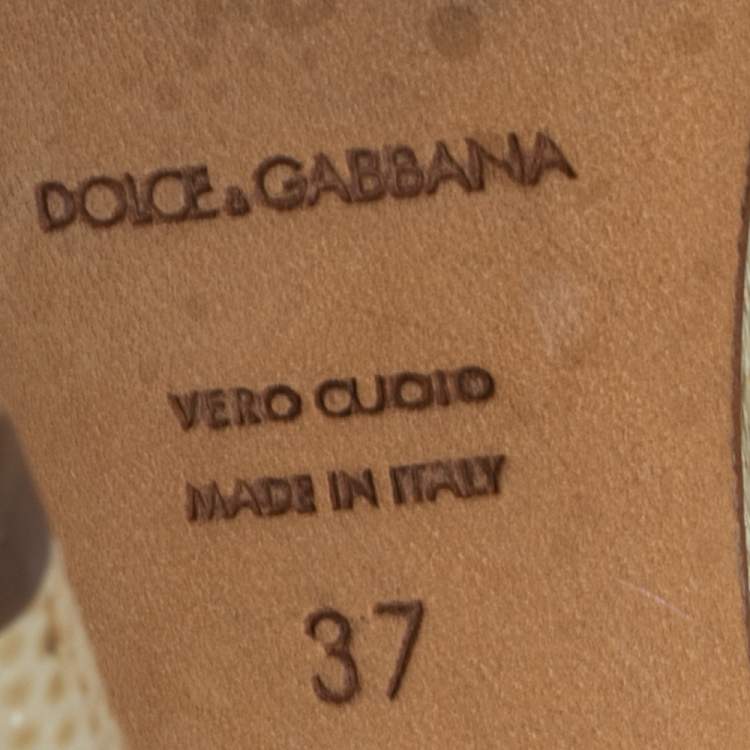 DOLCE & GABBANA
VERO CUOIO
MADE IN ITALY
37